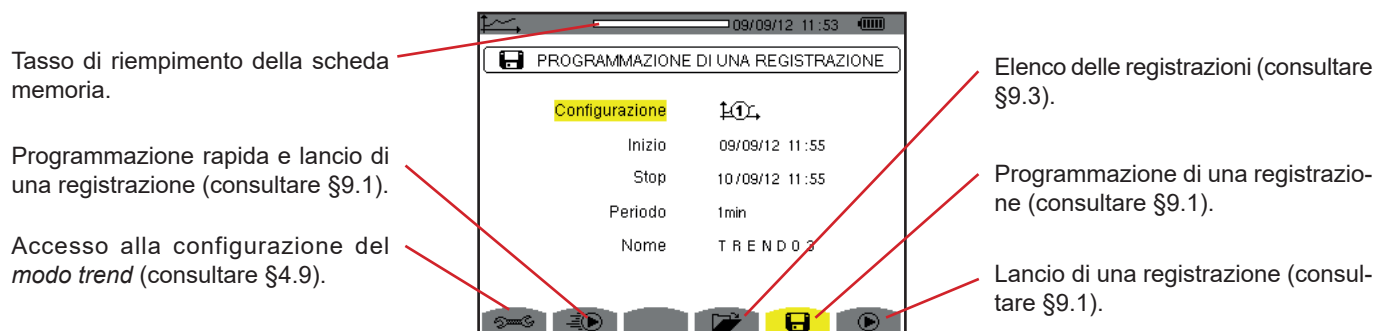 Tasso di riempimento della scheda
memoria.
Programmazione rapida e lancio di
una registrazione (consultare §9.1).
Accesso alla configurazione del
modo trend (consultare §4.9).
09/09/12 11:53
PROGRAMMAZIONE DI UNA REGISTRAZIONE
Configurazione 1
Inizio 09/09/12 11:55
Stop 10/09/12 11:55
Periodo 1min
Nome TREND03
Elenco delle registrazioni (consultare
§9.3).
Programmazione di una registrazio-
ne (consultare §9.1).
Lancio di una registrazione (consul-
tare §9.1).